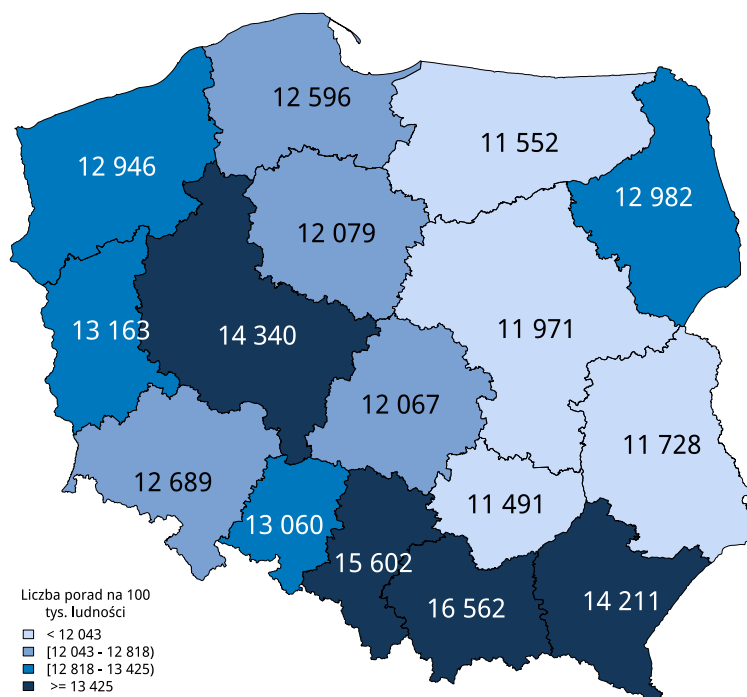 12 596
11 552
12 946
12 982
12 079
13 163
14 340
11 971
12 067
11 728
12 689
11 491
13 060
15 602
14 211
16 562
Liczba porad na 100
tys. ludności
< 12 043
[12 043 - 12 818)
[12 818 - 13 425)
>= 13 425